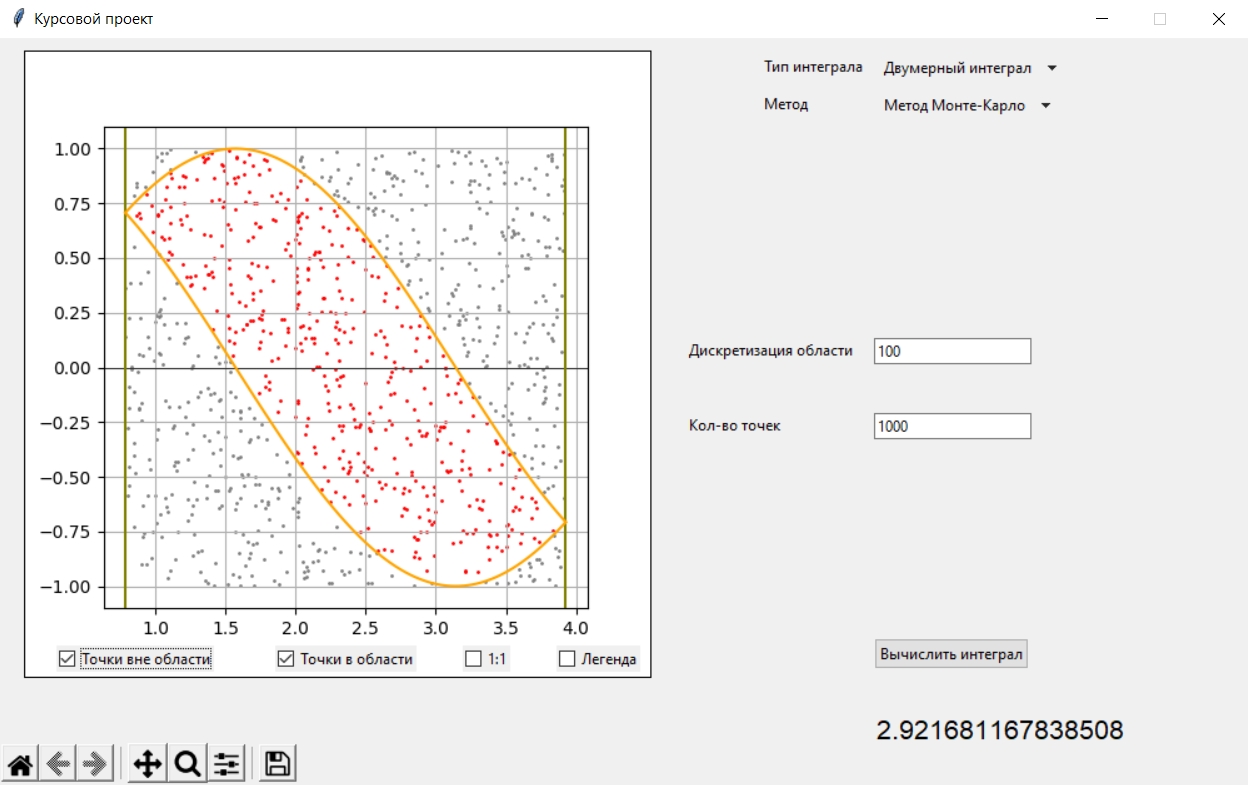 Курсовой проект
Тип интеграла Двумерный интеграл
Метод Метод Монте-Карло
1.00
0.75
0.50
0.25
0.00
−0.25
−0.50
−0.75
−1.00
1.0 1.5 2.0 2.5 3.0 3.5 4.0
Точки вне области Точки в области 1:1 Легенда
Дискретизация области 100
Кол-во точек 1000
Вычислить интеграл
2.921681167838508